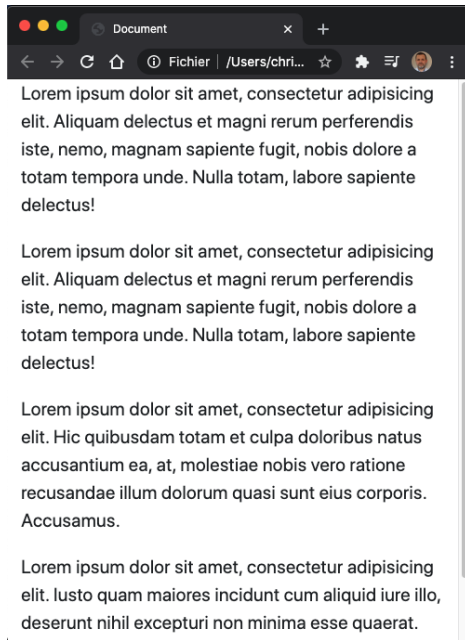 Document
Fichier
/Users/chri...
Lorem ipsum dolor sit amet, consectetur adipisicing
elit. Aliquam delectus et magni rerum perferendis
iste, nemo, magnam sapiente fugit, nobis dolore a
totam tempora unde. Nulla totam, labore sapiente
delectus!
Lorem ipsum dolor sit amet, consectetur adipisicing
elit. Aliquam delectus et magni rerum perferendis
iste, nemo, magnam sapiente fugit, nobis dolore a
totam tempora unde. Nulla totam, labore sapiente
delectus!
Lorem ipsum dolor sit amet, consectetur adipisicing
elit. Hic quibusdam totam et culpa doloribus natus
accusantium ea, at, molestiae nobis vero ratione
recusandae illum dolorum quasi sunt eius corporis.
Accusamus.
Lorem ipsum dolor sit amet, consectetur adipisicing
elit. Iusto quam maiores incidunt cum aliquid iure illo,
deserunt nihil excepturi non minima esse quaerat.